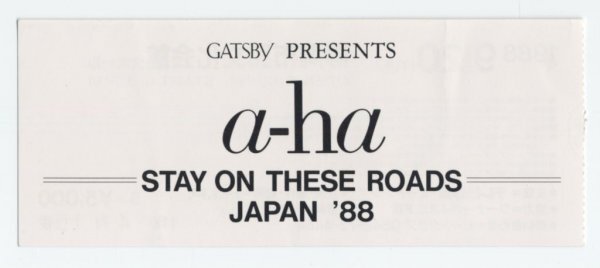 GATSBY PRESENTS
a-ha
STAY ON THESE ROADS
JAPAN '88